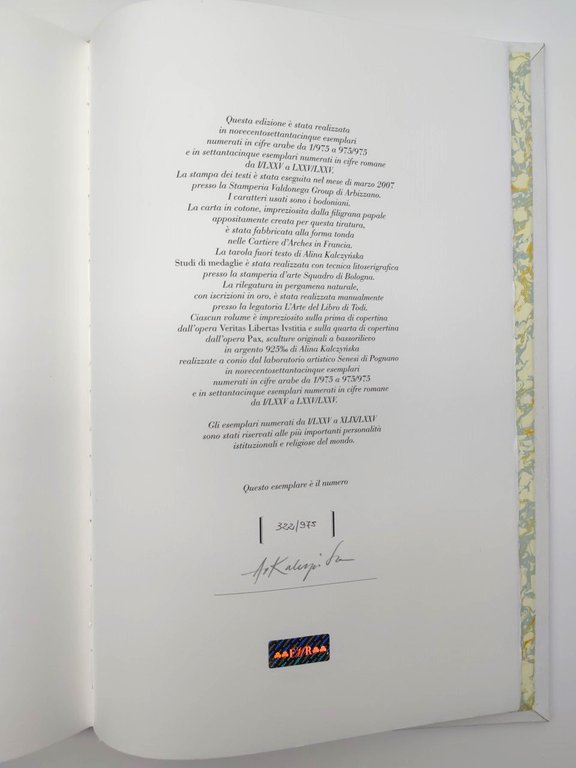 Questa edizione è stata realizzata
in novecentosettantacinque esemplari
numerati in cifre arabe da 1/975 a 975/975
e in settantacinque esemplari numerati in cifre romane
da I/LXXV a LXXV/LXXV.
La stampa dei testi è stata eseguita nel mese di marzo 2007
presso la Stamperia Valdonega Group di Arbizzano.
I caratteri usati sono i bodoniani.
La carta in cotone, impreziosita dalla filigrana papale
appositamente creata per questa tiratura,
è stata fabbricata alla forma tonda
nelle Cartiere d'Arches in Francia.
La tavola fuori testo di Alina Kalczyńska
Studi di medaglie è stata realizzata con tecnica litoserigrafica
presso la stamperia d'arte Squadro di Bologna.
La rilegatura in pergamena naturale,
con iscrizioni in oro, è stata realizzata manualmente
presso la legatoria L'Arte del Libro di Todi.
Ciascun volume è impreziosito sulla prima di copertina
dall'opera Veritas Libertas Ivstitia e sulla quarta di copertina
dall'opera Pax, sculture originali a bassorilievo
in argento 925‰ di Alina Kalczyńska
realizzate a conio dal laboratorio artistico Senesi di Pognano
in novecentosettantacinque esemplari
numerati in cifre arabe da 1/975 a 975/975
e in settantacinque esemplari numerati in cifre romane
da I/LXXV a LXXV/LXXV.
Gli esemplari numerati da I/LXXV a XLIX/LXXV
sono stati riservati alle più importanti personalità
istituzionali e religiose del mondo.
Questo esemplare è il numero
322/975